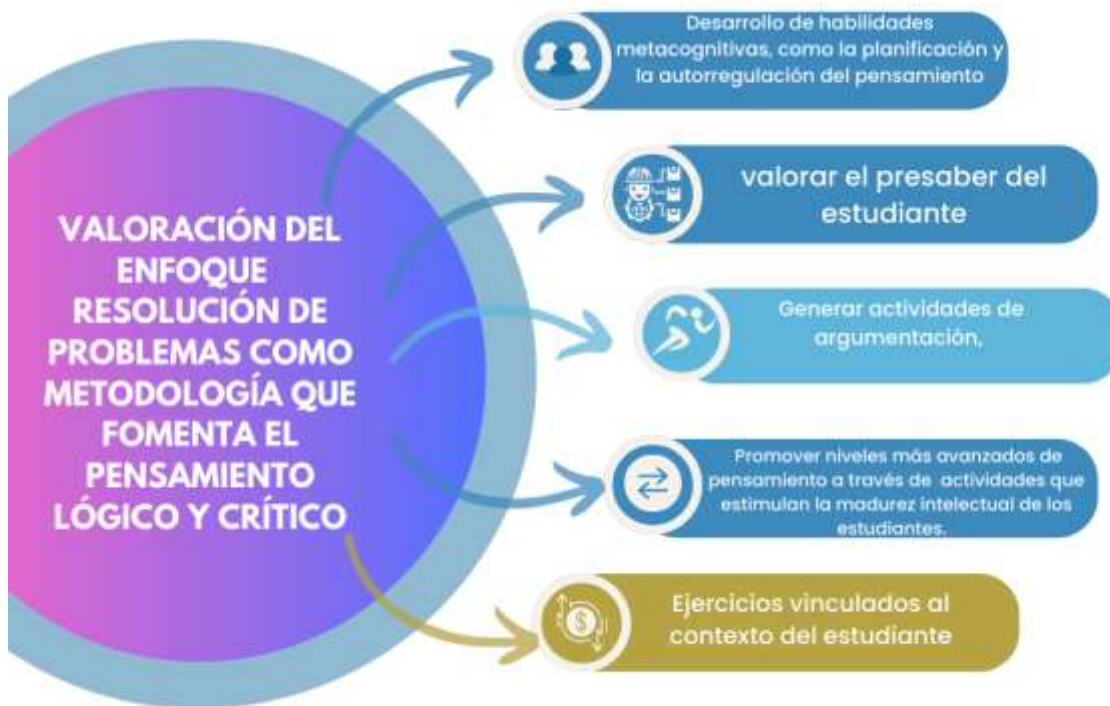 VALORACIÓN DEL
ENFOQUE
RESOLUCIÓN DE
PROBLEMAS COMO
METODOLOGÍA QUE
FOMENTA EL
PENSAMIENTO
LÓGICO Y CRÍTICO
Desarrollo de habilidades
metacognitivas, como la planificación y
la autorregulación del pensamiento
valorar el presaber del
estudiante
Generar actividades de
argumentación,
Promover niveles más avanzados de
pensamiento a través de actividades que
estimulan la madurez intelectual de los
estudiantes.
$
Ejercicios vinculados al
contexto del estudiante